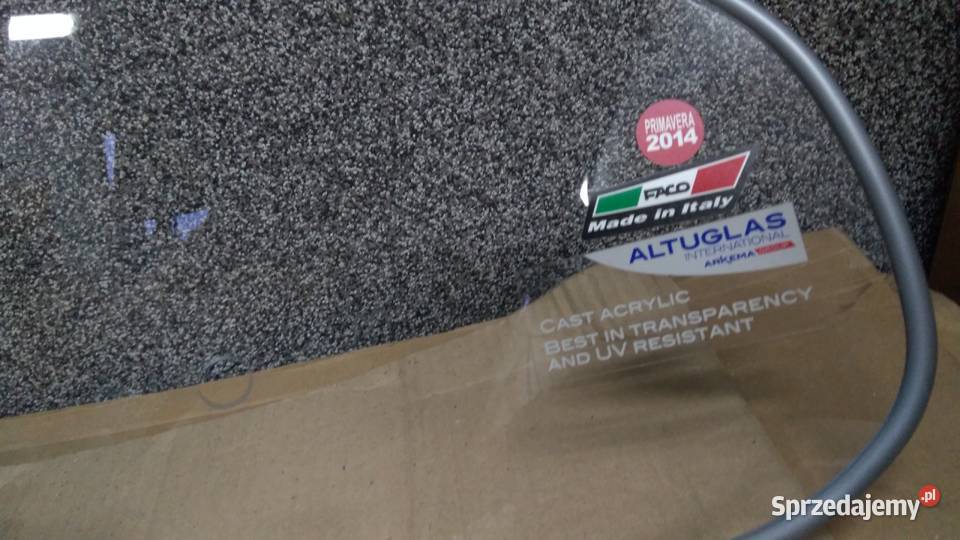 PRIMAVERA
2014
FACO
Made in Italy
ALTUGLAS
INTERNATIONAL
ARKEMA GROUP
CAST ACRYLIC
BEST IN TRANSPARENCY
AND UV RESISTANT
Sprzedajemy.pl